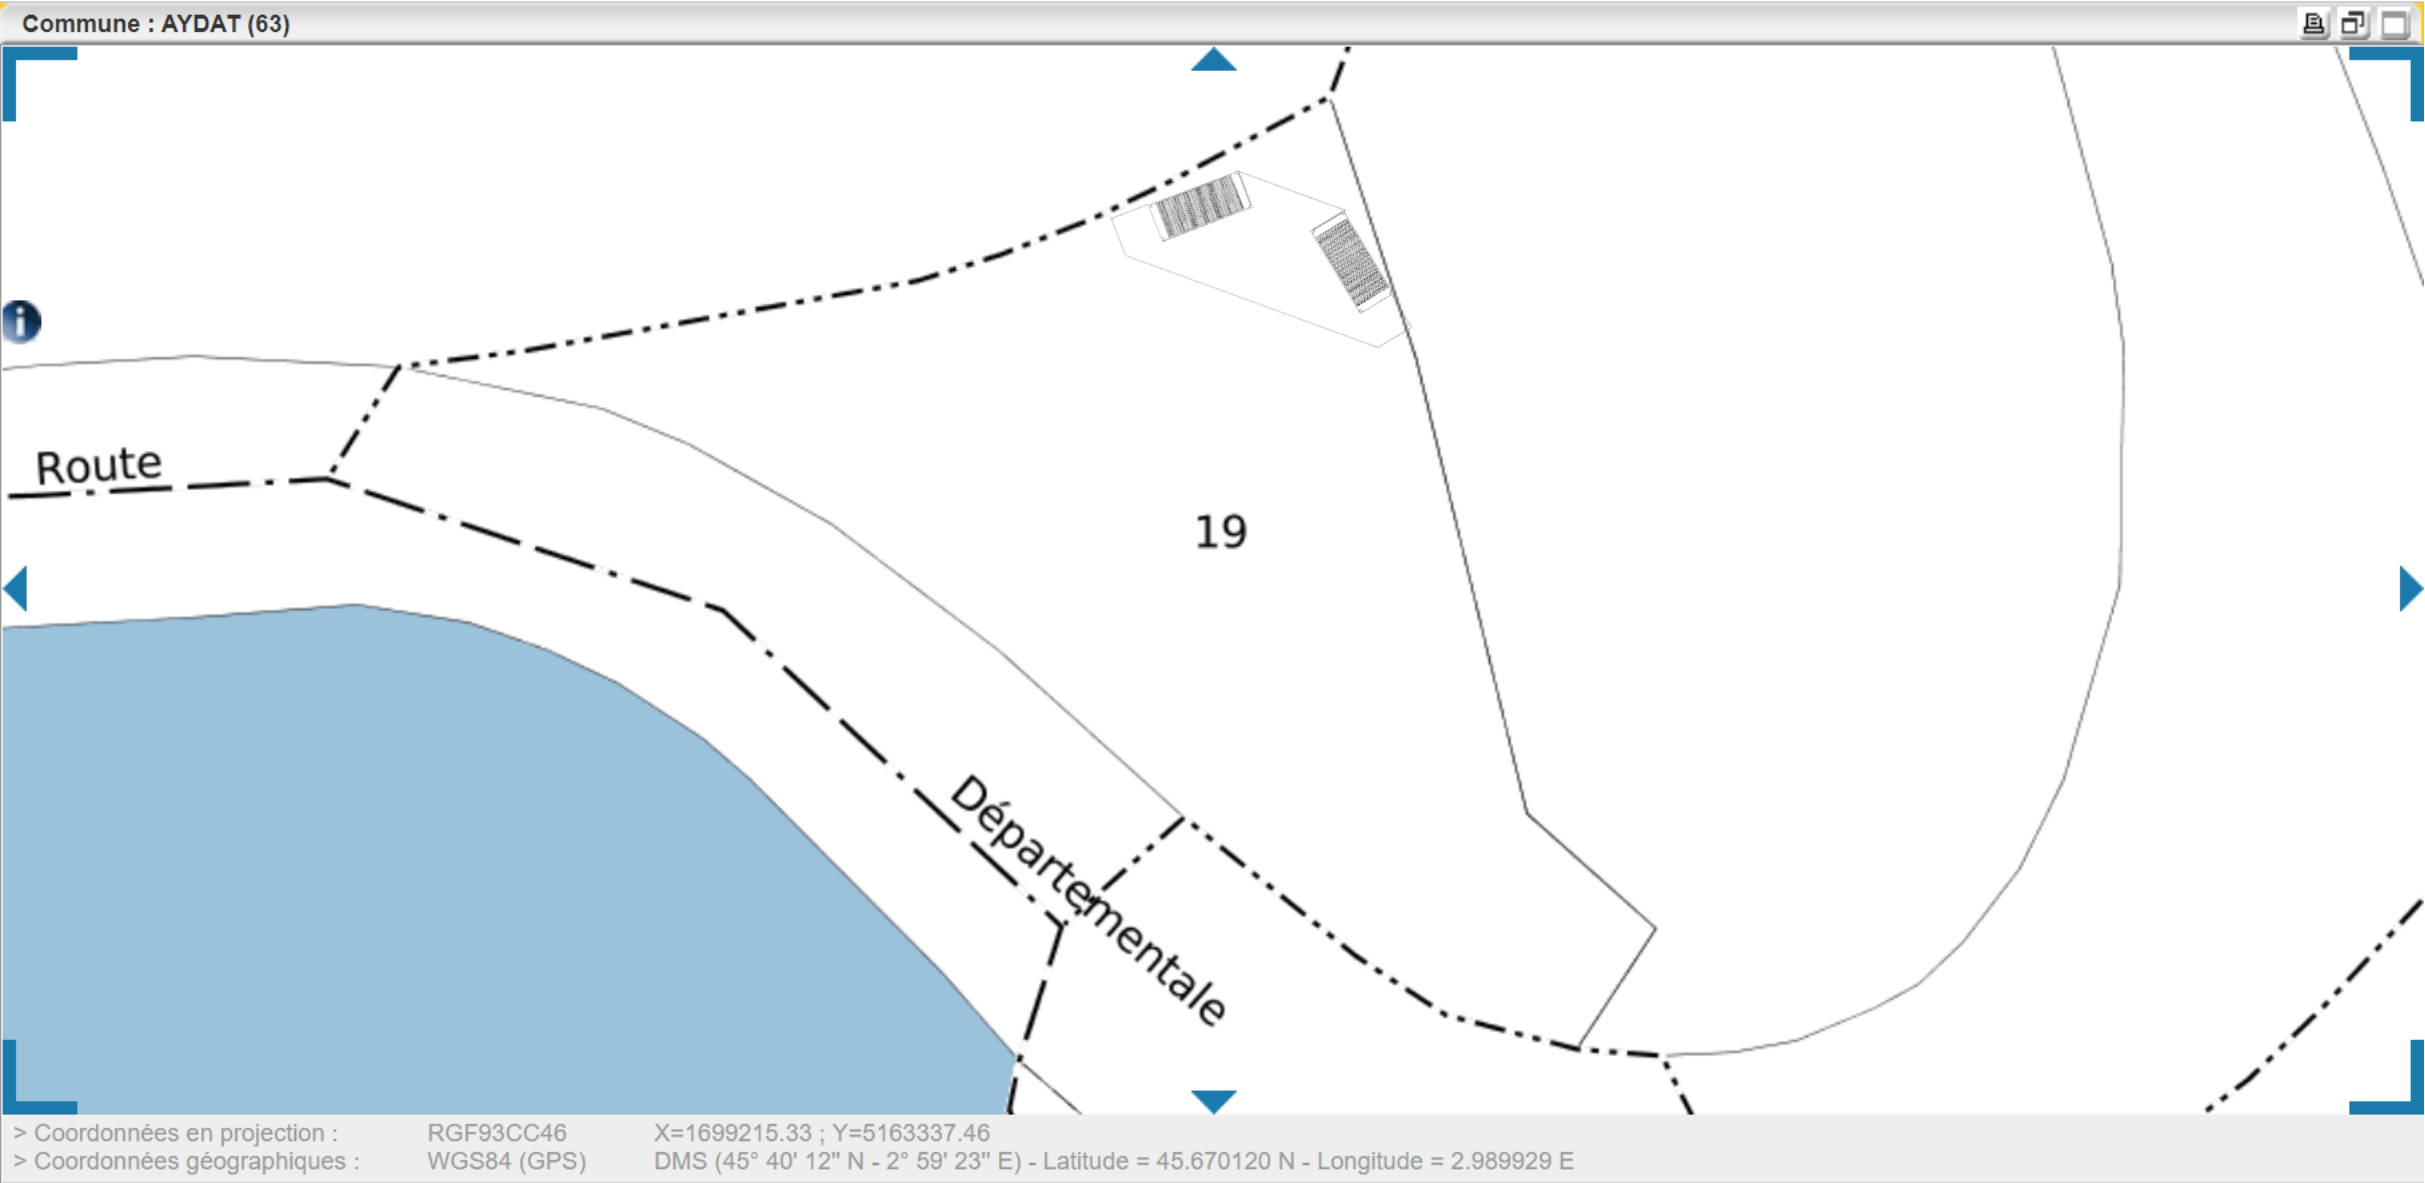 Commune : AYDAT (63)
Route
19
Départementale
> Coordonnées en projection : RGF93CC46 X=1699215.33 ; Y=5163337.46
> Coordonnées géographiques : WGS84 (GPS) DMS (45° 40' 12" N - 2° 59' 23" E) - Latitude = 45.670120 N - Longitude = 2.989929 E